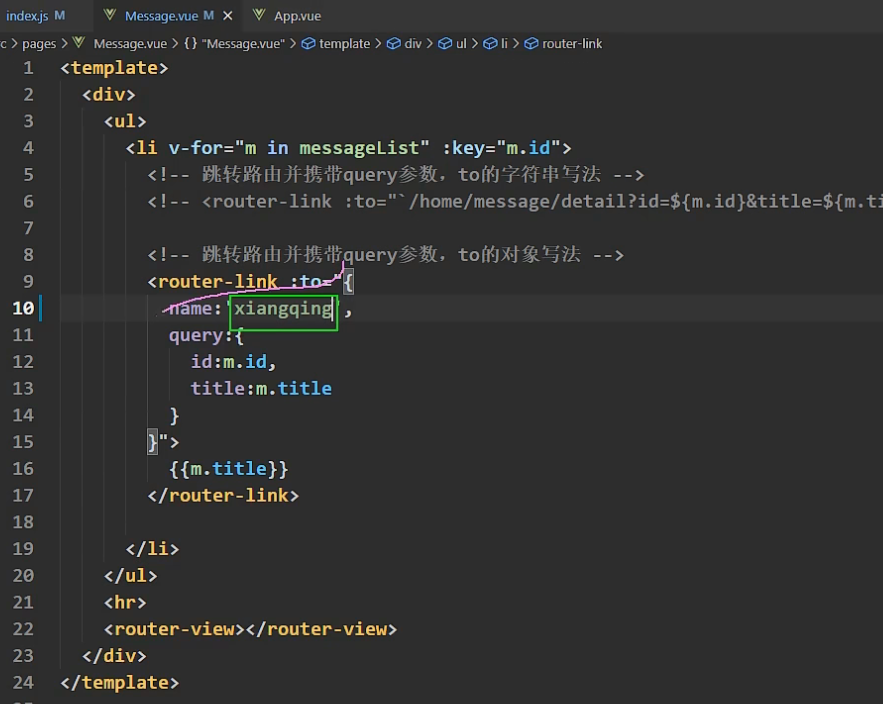 index.js M Message.vue M × App.vue
c > pages > Message.vue > {} "Message.vue" > template > div > ul > li > router-link
1 <template>
2 <div>
3 <ul>
4 <li v-for="m in messageList" :key="m.id">
5 <!-- 跳转路由并携带query参数，to的字符串写法 -->
6 <!-- <router-link :to="`/home/message/detail?id=${m.id}&title=${m.ti
7
8 <!-- 跳转路由并携带query参数，to的对象写法 -->
9 <router-link :to="{
10 name:'xiangqing',
11 query:{
12 id:m.id,
13 title:m.title
14 }
15 }">
16 {{m.title}}
17 </router-link>
18
19 </li>
20 </ul>
21 <hr>
22 <router-view></router-view>
23 </div>
24 </template>